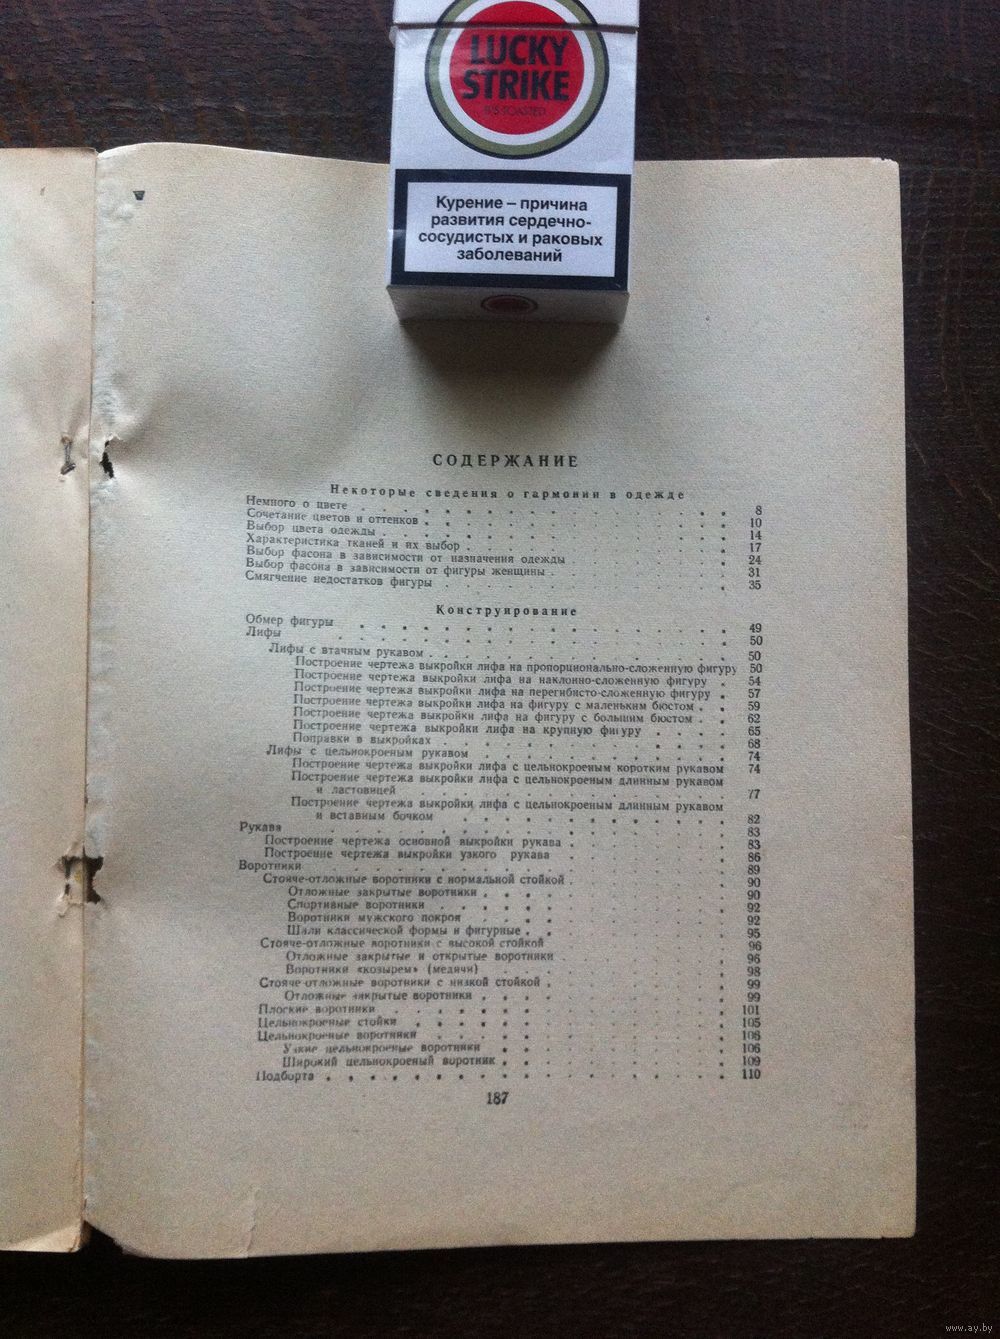 LUCKY
STRIKE
IT'S TOASTED
Курение – причина
развития сердечно-
сосудистых и раковых
заболеваний
СОДЕРЖАНИЕ
Некоторые сведения о гармонии в одежде
Немного о цвете 8
Сочетание цветов и оттенков 10
Выбор цвета одежды 14
Характеристика тканей и их выбор 17
Выбор фасона в зависимости от назначения одежды 24
Выбор фасона в зависимости от фигуры женщины 31
Смягчение недостатков фигуры 35
Конструирование
Обмер фигуры 49
Лифы 50
Лифы с втачным рукавом 50
Построение чертежа выкройки лифа на пропорционально-сложенную фигуру 50
Построение чертежа выкройки лифа на наклонно-сложенную фигуру 54
Построение чертежа выкройки лифа на перегибисто-сложенную фигуру 57
Построение чертежа выкройки лифа на фигуру с маленьким бюстом 59
Построение чертежа выкройки лифа на фигуру с большим бюстом 62
Построение чертежа выкройки лифа на крупную фигуру 65
Поправки в выкройках 68
Лифы с цельнокроеным рукавом 74
Построение чертежа выкройки лифа с цельнокроеным коротким рукавом 74
Построение чертежа выкройки лифа с цельнокроеным длинным рукавом
и ластовицей 77
Построение чертежа выкройки лифа с цельнокроеным длинным рукавом
и вставным бочком 82
Рукава 83
Построение чертежа основной выкройки рукава 83
Построение чертежа выкройки узкого рукава 86
Воротники 89
Стояче-отложные воротники с нормальной стойкой 90
Отложные закрытые воротники 90
Спортивные воротники 92
Воротники мужского покроя 92
Шали классической формы и фигурные 95
Стояче-отложные воротники с высокой стойкой 96
Отложные закрытые и открытые воротники 96
Воротники «козырем» (медичи) 98
Стояче-отложные воротники с низкой стойкой 99
Отложные закрытые воротники 99
Плоские воротники 101
Цельнокроеные стойки 105
Цельнокроеные воротники 106
Узкие цельнокроеные воротники 106
Широкий цельнокроеный воротник 109
Подборта 110
187
www.ay.by